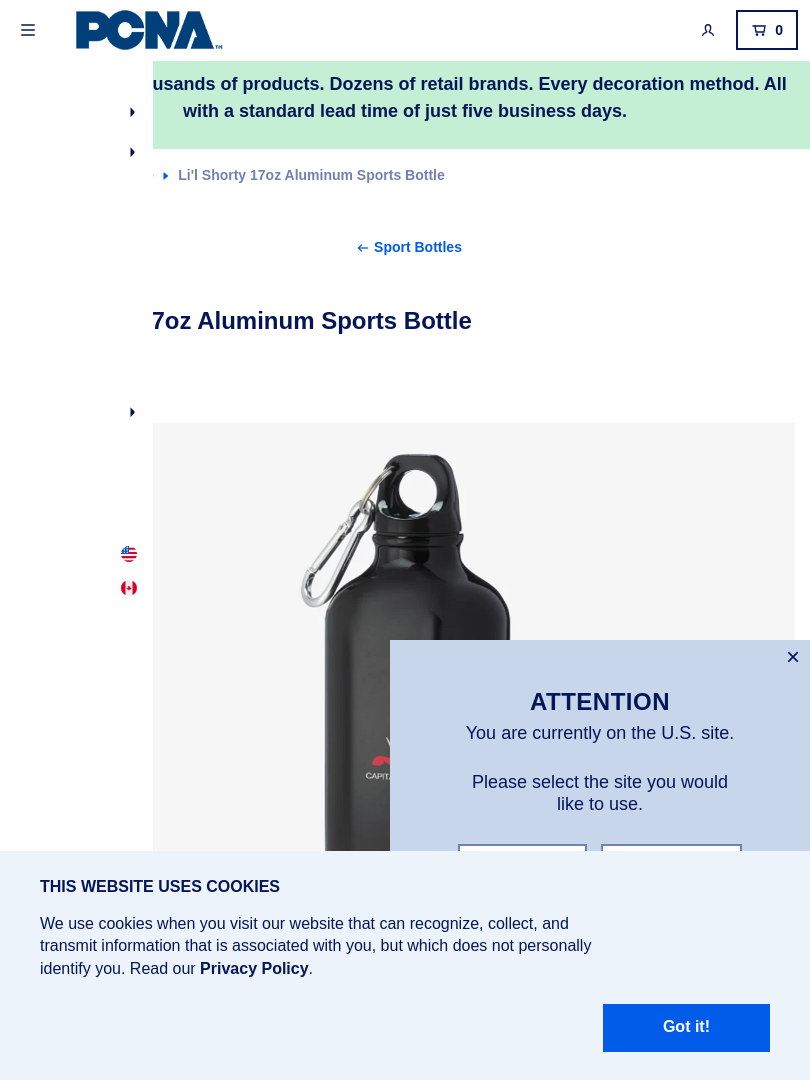 PCNA™
0
usands of products. Dozens of retail brands. Every decoration method. All
with a standard lead time of just five business days.
Li'l Shorty 17oz Aluminum Sports Bottle
Sport Bottles
7oz Aluminum Sports Bottle
CAPITA
ATTENTION
You are currently on the U.S. site.
Please select the site you would
like to use.
THIS WEBSITE USES COOKIES
We use cookies when you visit our website that can recognize, collect, and
transmit information that is associated with you, but which does not personally
identify you. Read our Privacy Policy.
Got it!